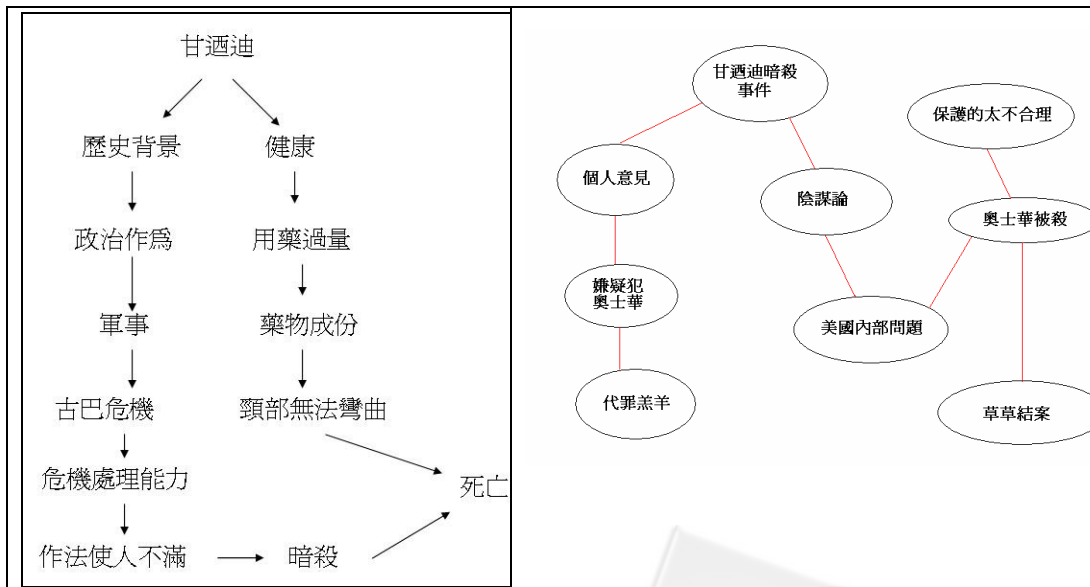 甘迺迪
歷史背景
健康
政治作為
用藥過量
軍事
藥物成份
古巴危機
頸部無法彎曲
危機處理能力
死亡
作法使人不滿
暗殺
甘迺迪暗殺
事件
保護的太不合理
個人意見
陰謀論
奧士華被殺
嫌疑犯
奧士華
美國內部問題
代罪羔羊
草草結案